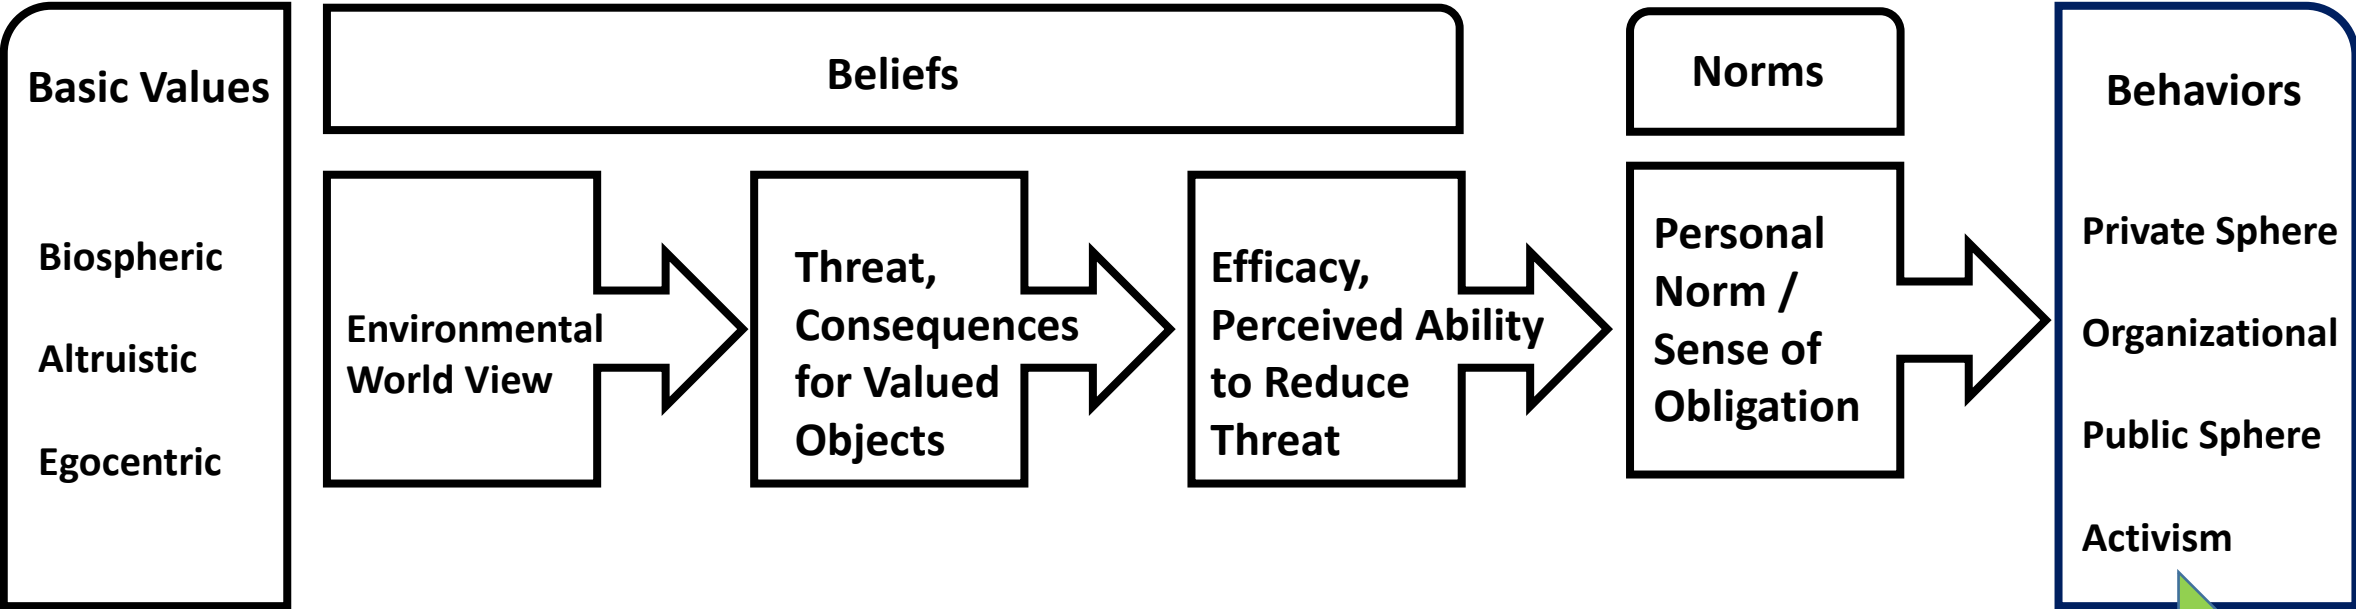 Basic Values
Biospheric
Altruistic
Egocentric
Beliefs
Environmental
World View
Threat,
Consequences
for Valued
Objects
Efficacy,
Perceived Ability
to Reduce
Threat
Norms
Personal
Norm /
Sense of
Obligation
Behaviors
Private Sphere
Organizational
Public Sphere
Activism